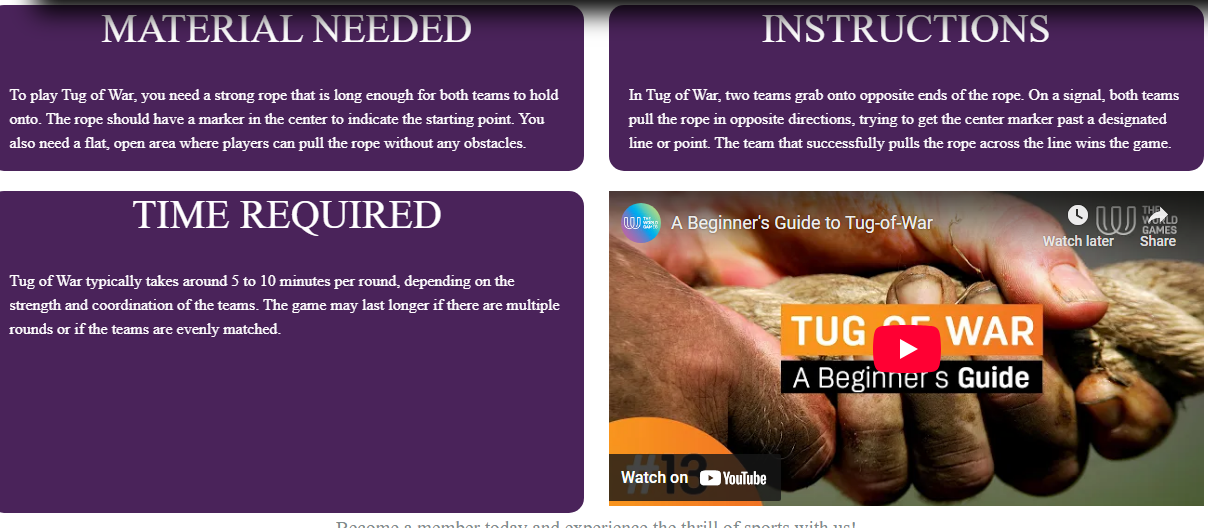 MATERIAL NEEDED
To play Tug of War, you need a strong rope that is long enough for both teams to hold
onto. The rope should have a marker in the center to indicate the starting point. You
also need a flat, open area where players can pull the rope without any obstacles.
INSTRUCTIONS
In Tug of War, two teams grab onto opposite ends of the rope. On a signal, both teams
pull the rope in opposite directions, trying to get the center marker past a designated
line or point. The team that successfully pulls the rope across the line wins the game.
TIME REQUIRED
Tug of War typically takes around 5 to 10 minutes per round, depending on the
strength and coordination of the teams. The game may last longer if there are multiple
rounds or if the teams are evenly matched.
A Beginner's Guide to Tug-of-War
Watch later
Share
THE
WORLD
GAMES
TUG OF WAR
A Beginner's Guide
#13
Watch on YouTube
Become a member today and experience the thrill of sports with us!